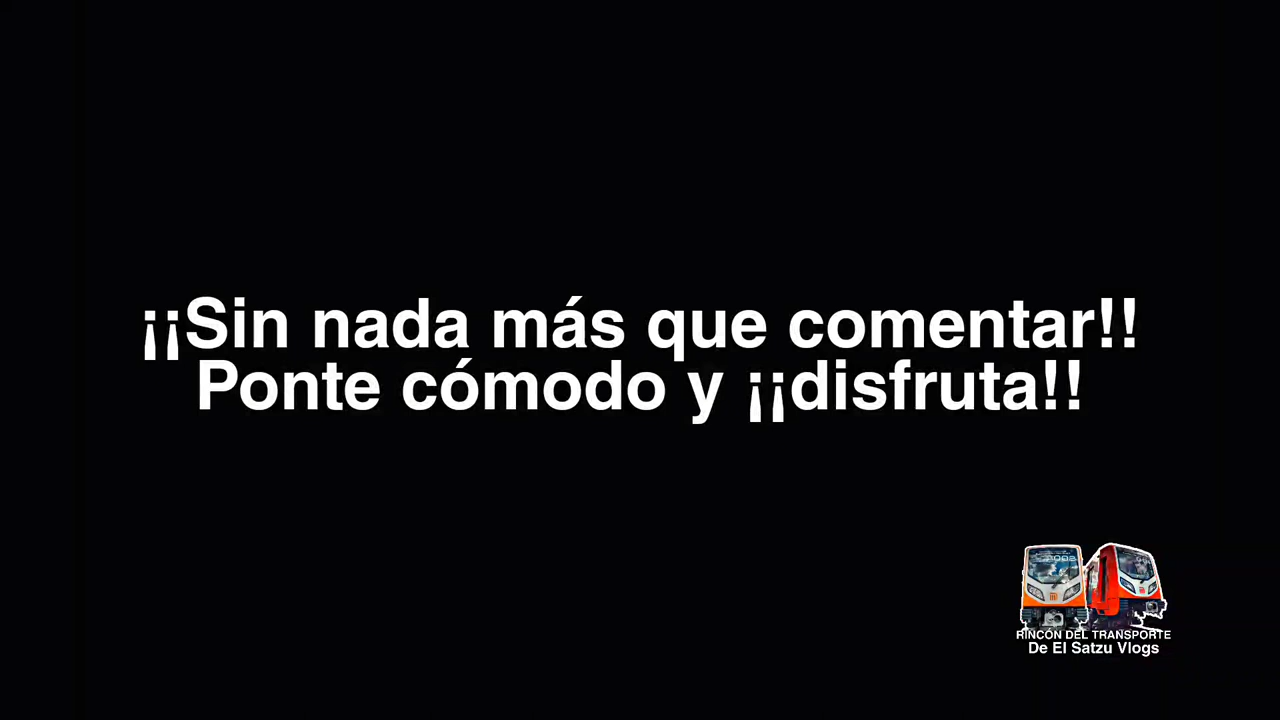 ¡¡Sin nada más que comentar!!
Ponte cómodo y ¡¡disfruta!!
RINCÓN DEL TRANSPORTE
De El Satzu Vlogs